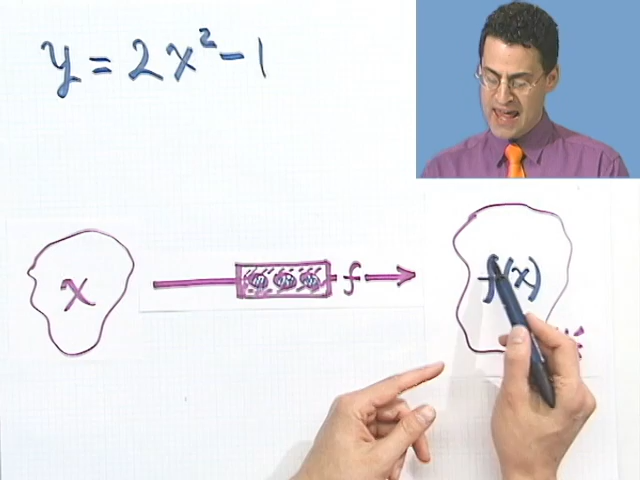 y = 2x² - 1
x
f
f(x)